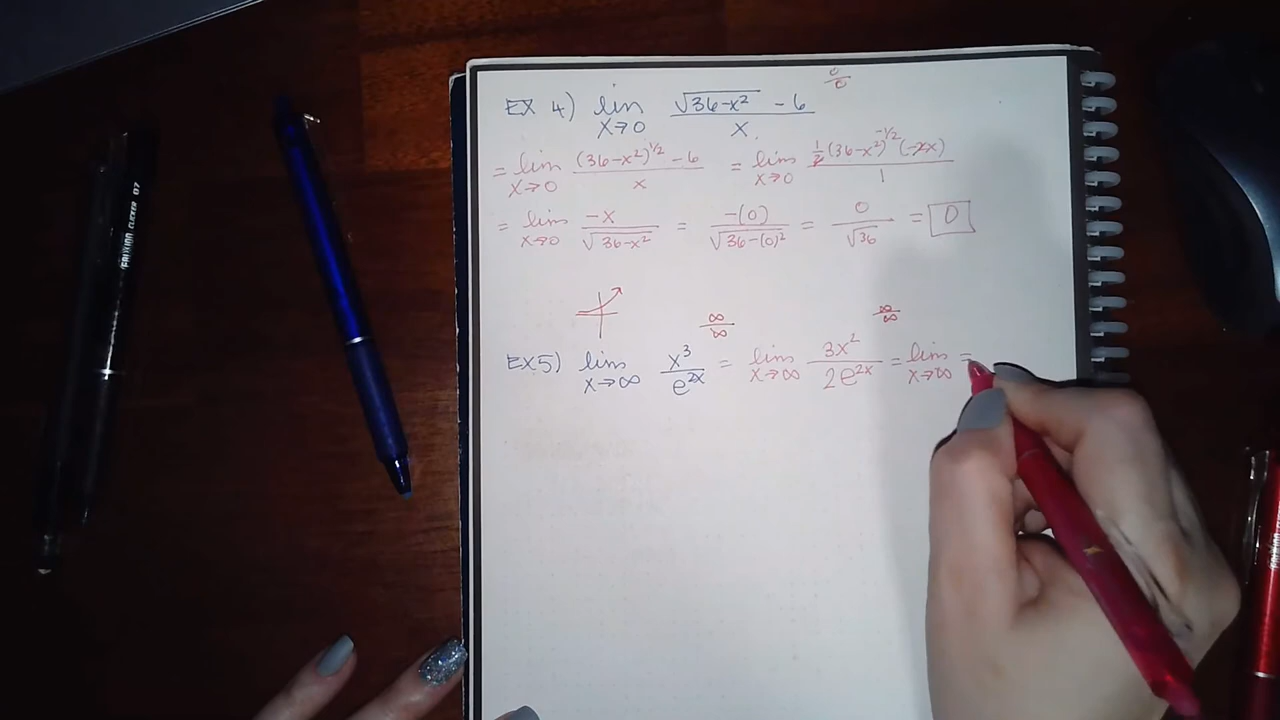 EX 4) lim x→0 (√(36-x²) - 6)/x 0/0
= lim x→0 ((36-x²)^(1/2) - 6)/x = lim x→0 (1/2 (36-x²)^(-1/2) (-2x))/1
= lim x→0 -x/√(36-x²) = -(0)/√(36-(0)²) = 0/√36 = 0
∞/∞ ∞/∞
EX 5) lim x→∞ x³/e^(2x) = lim x→∞ 3x²/(2e^(2x)) = lim x→∞ =
07